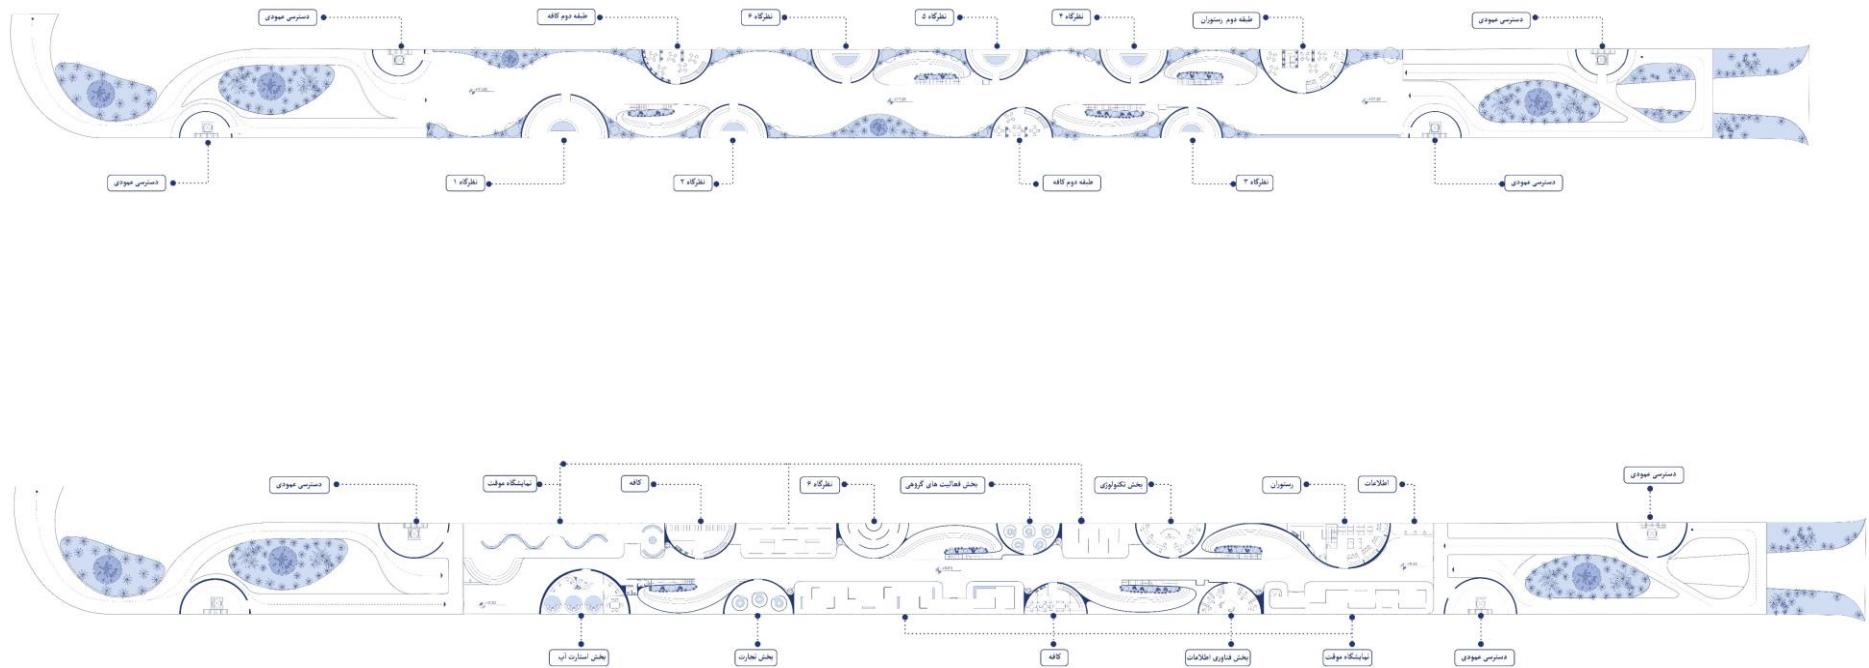 دسترسی عمودی
طبقه دوم کافه
نظرگاه ۶
نظرگاه ۵
نظرگاه ۴
طبقه دوم رستوران
دسترسی عمودی
دسترسی عمودی
نظرگاه ۱
نظرگاه ۲
طبقه دوم کافه
نظرگاه ۳
دسترسی عمودی
دسترسی عمودی
نمایشگاه موقت
کافه
نظرگاه ۶
بخش فعالیت های گروهی
بخش تکنولوژی
رستوران
اطلاعات
دسترسی عمودی
بخش استارت آپ
بخش تجارت
کافه
بخش فناوری اطلاعات
نمایشگاه موقت
دسترسی عمودی